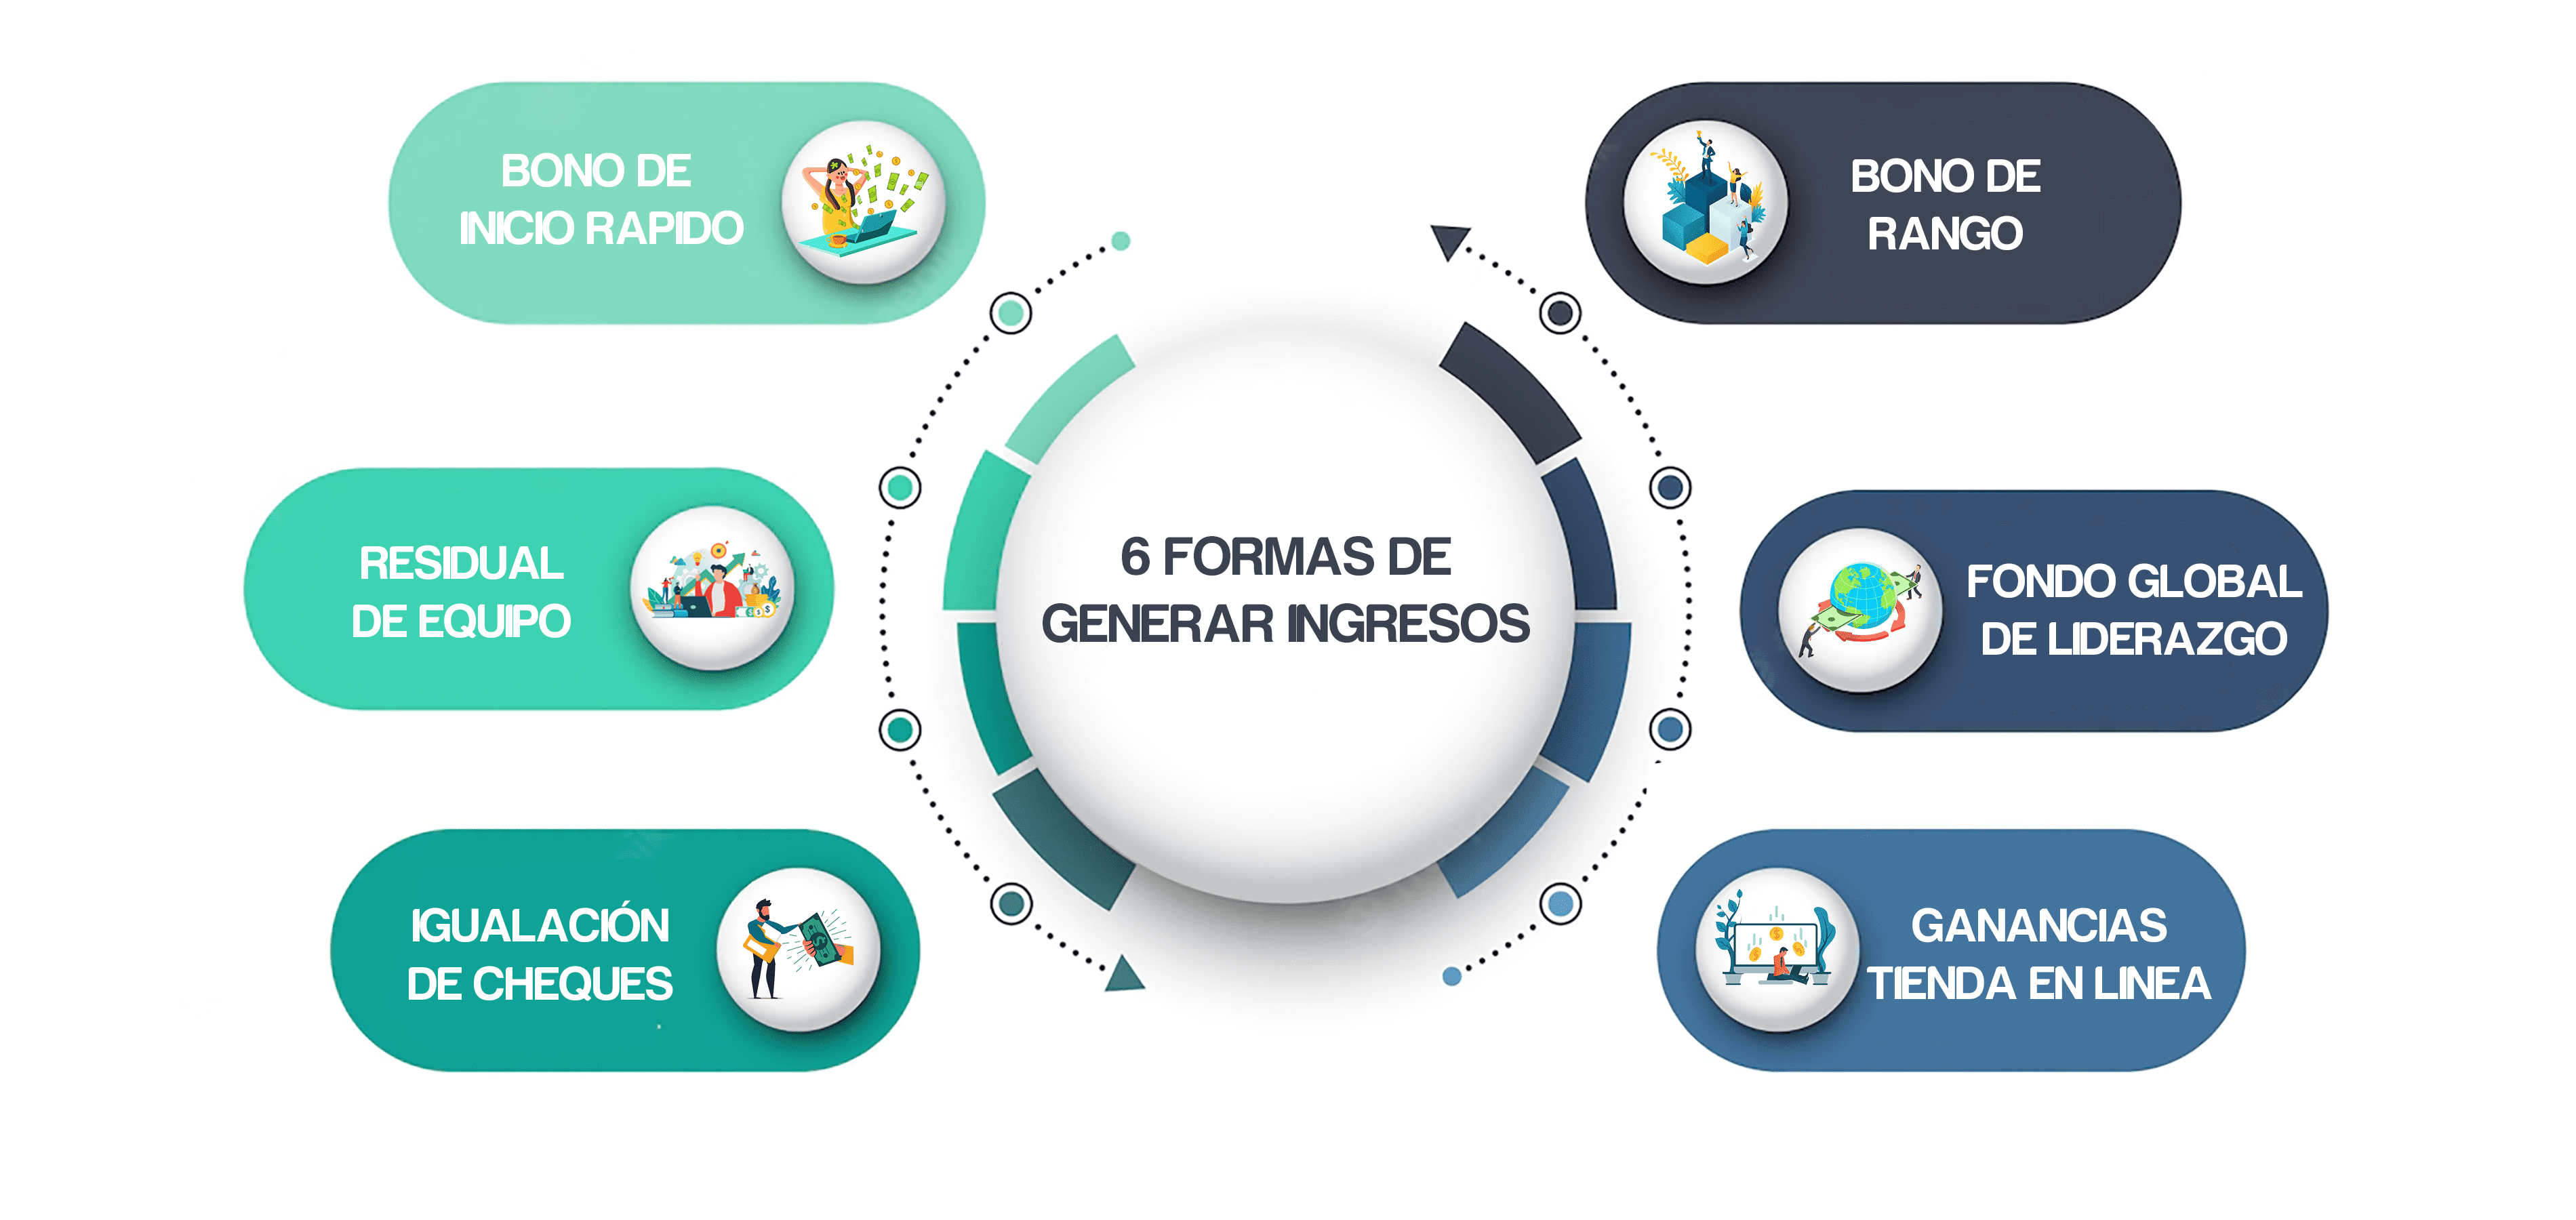 BONO DE
INICIO RAPIDO
RESIDUAL
DE EQUIPO
IGUALACIÓN
DE CHEQUES
6 FORMAS DE
GENERAR INGRESOS
BONO DE
RANGO
FONDO GLOBAL
DE LIDERAZGO
GANANCIAS
TIENDA EN LINEA